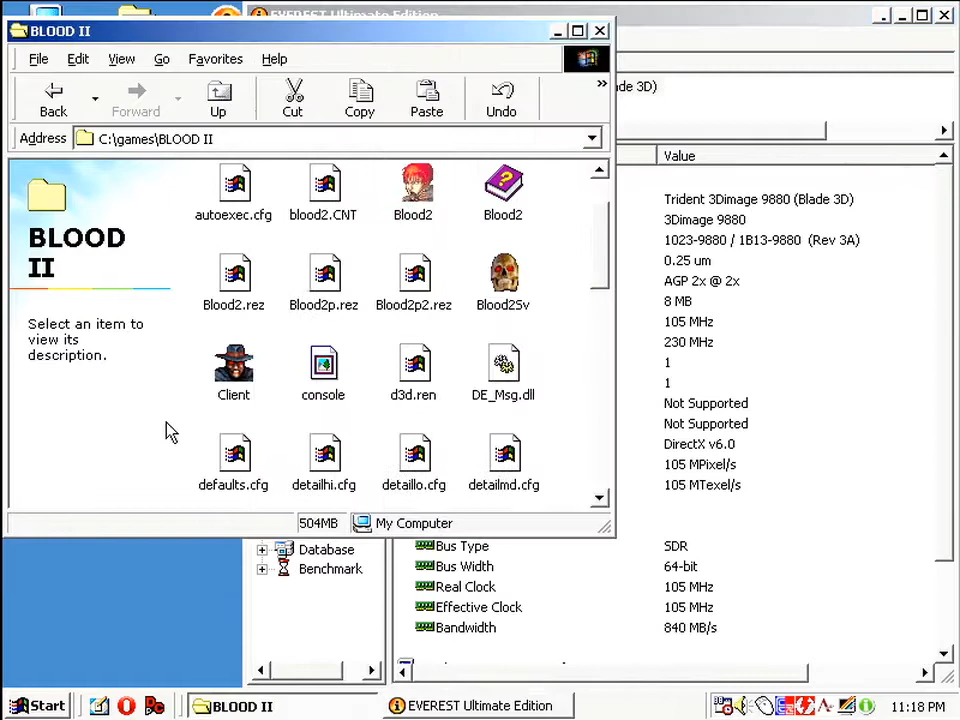 EVEREST Ultimate Edition
BLOOD II
File Edit View Go Favorites Help
Back Forward Up Cut Copy Paste Undo
de 3D)
Address C:\games\BLOOD II
Value
autoexec.cfg blood2.CNT Blood2 Blood2
Trident 3Dimage 9880 (Blade 3D)
3Dimage 9880
BLOOD
II
1023-9880 / 1B13-9880 (Rev 3A)
0.25 um
AGP 2x @ 2x
Blood2.rez Blood2p.rez Blood2p2.rez Blood2Sv
8 MB
Select an item to
view its
description.
105 MHz
230 MHz
1
1
Client console d3d.ren DE_Msg.dll
Not Supported
Not Supported
DirectX v6.0
105 MPixel/s
defaults.cfg detailhi.cfg detaillo.cfg detailmd.cfg
105 MTexel/s
504MB My Computer
Database
Benchmark
Bus Type SDR
Bus Width 64-bit
Real Clock 105 MHz
Effective Clock 105 MHz
Bandwidth 840 MB/s
Start BLOOD II EVEREST Ultimate Edition 11:18 PM